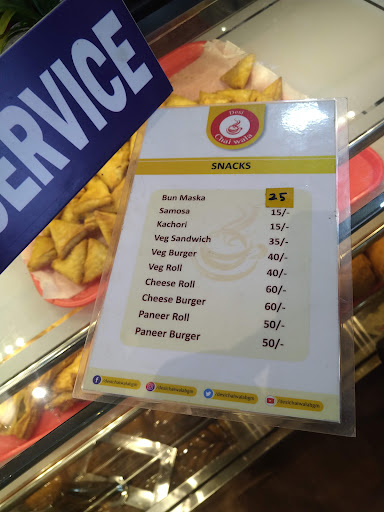 SERVICE
Desi
Chai wala
SNACKS
Bun Maska 25
Samosa 15/-
Kachori 15/-
Veg Sandwich 35/-
Veg Burger 40/-
Veg Roll 40/-
Cheese Roll 60/-
Cheese Burger 60/-
Paneer Roll 50/-
Paneer Burger 50/-